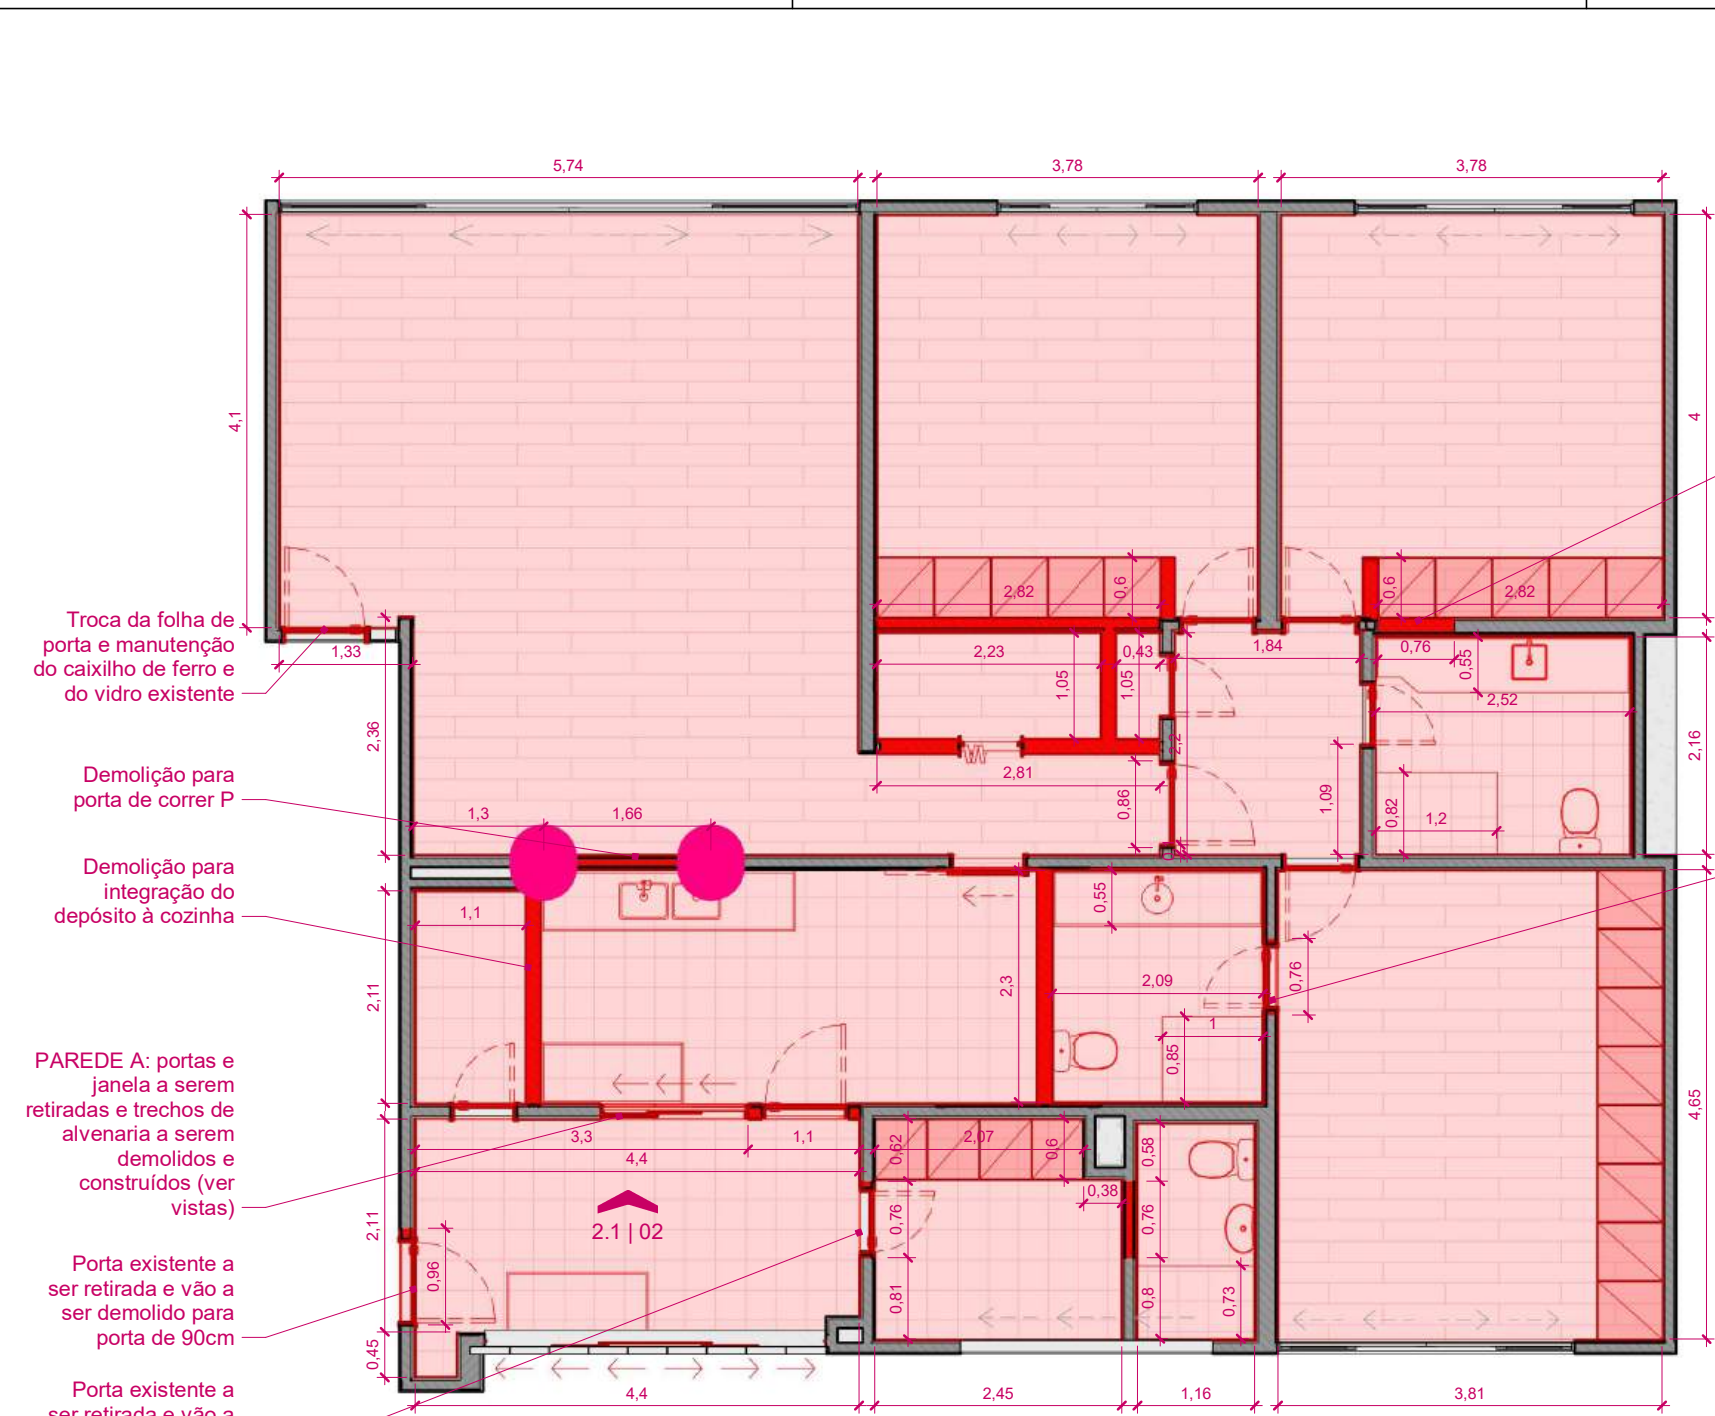 5,74
3,78
3,78
4,1
4
2,82
0,6
0,6
2,82
Troca da folha de
porta e manutenção
do caixilho de ferro e
do vidro existente
1,33
2,23
0,43
1,84
0,76
0,55
1,05
1,05
2,52
2,36
2,2
2,16
Demolição para
porta de correr P
2,81
0,86
1,09
0,82
1,2
1,3
1,66
Demolição para
integração do
depósito à cozinha
1,1
0,55
2,11
2,3
2,09
0,76
1
0,85
PAREDE A: portas e
janela a serem
retiradas e trechos de
alvenaria a serem
demolidos e
construídos (ver
vistas)
3,3
1,1
4,4
0,62
2,07
0,6
0,58
4,65
0,38
2,11
2.1 | 02
0,76
0,76
Porta existente a
ser retirada e vão a
ser demolido para
porta de 90cm
0,96
0,81
0,8
0,73
0,45
Porta existente a
ser retirada e vão a
4,4
2,45
1,16
3,81